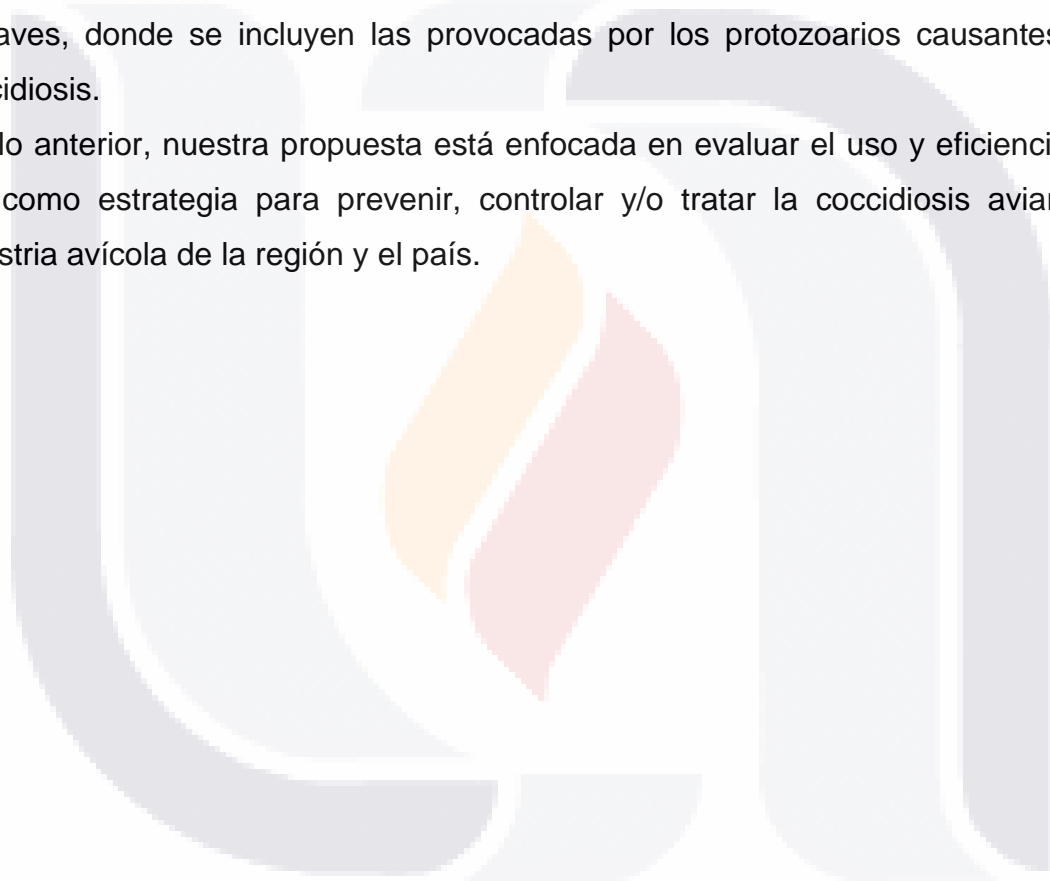 aves, donde se incluyen las provocadas por los protozoarios causantes
cidiosis.
lo anterior, nuestra propuesta está enfocada en evaluar el uso y eficienci
como estrategia para prevenir, controlar y/o tratar la coccidiosis aviar
stria avícola de la región y el país.